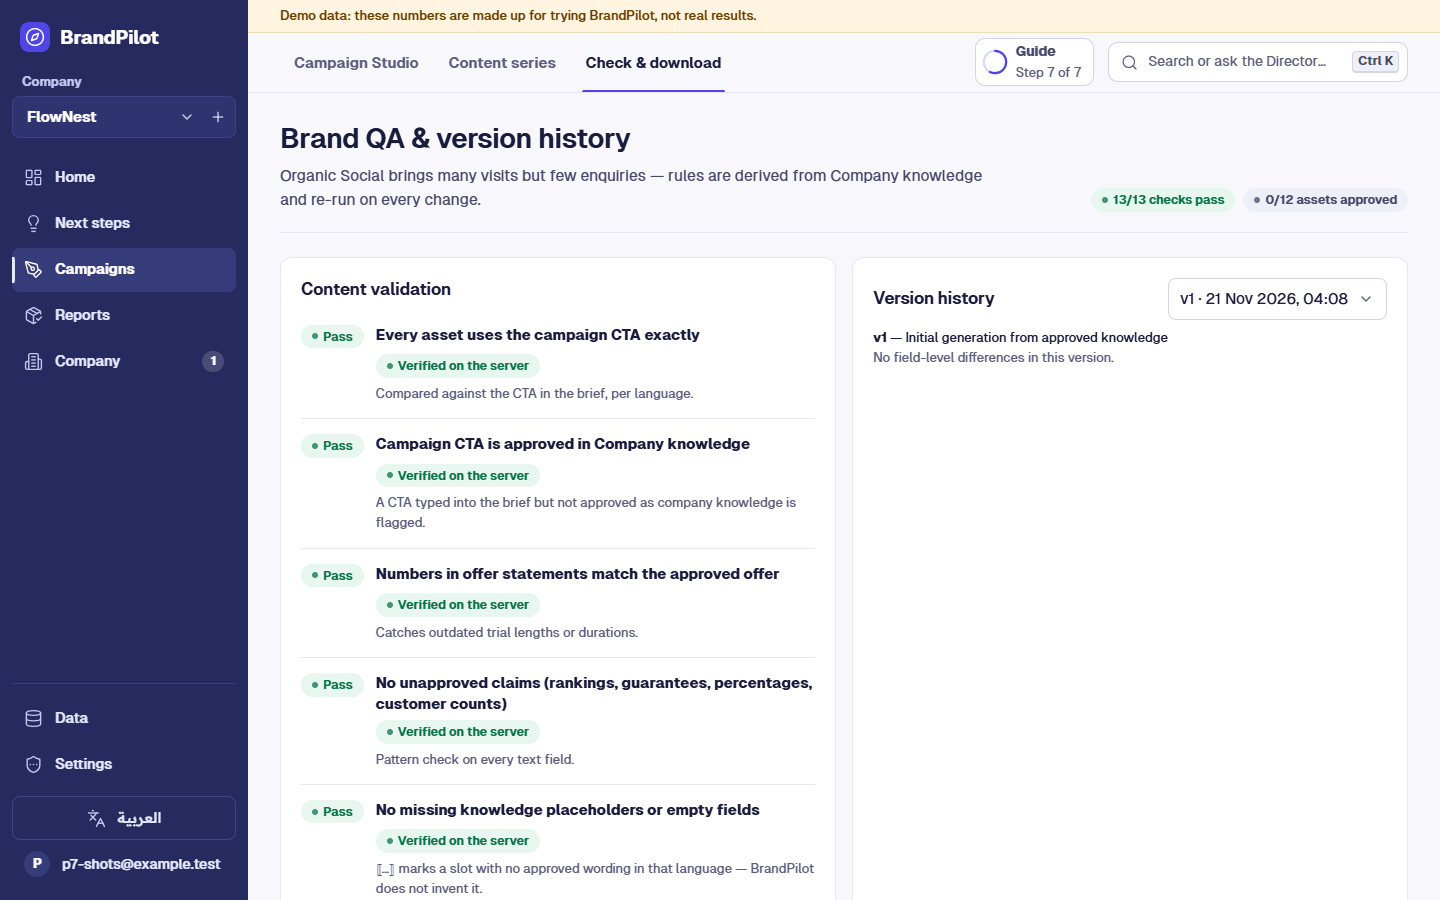 BrandPilot
Company
FlowNest
Home
Next steps
Campaigns
Reports
Company
1
Data
Settings
العربية
P
p7-shots@example.test
Demo data: these numbers are made up for trying BrandPilot, not real results.
Campaign Studio
Content series
Check & download
Guide
Step 7 of 7
Search or ask the Director...
Ctrl K
Brand QA & version history
Organic Social brings many visits but few enquiries — rules are derived from Company knowledge
and re-run on every change.
13/13 checks pass
0/12 assets approved
Content validation
Pass
Every asset uses the campaign CTA exactly
Verified on the server
Compared against the CTA in the brief, per language.
Pass
Campaign CTA is approved in Company knowledge
Verified on the server
A CTA typed into the brief but not approved as company knowledge is
flagged.
Pass
Numbers in offer statements match the approved offer
Verified on the server
Catches outdated trial lengths or durations.
Pass
No unapproved claims (rankings, guarantees, percentages,
customer counts)
Verified on the server
Pattern check on every text field.
Pass
No missing knowledge placeholders or empty fields
Verified on the server
⟦…⟧ marks a slot with no approved wording in that language — BrandPilot
does not invent it.
Version history
v1 · 21 Nov 2026, 04:08
v1 — Initial generation from approved knowledge
No field-level differences in this version.